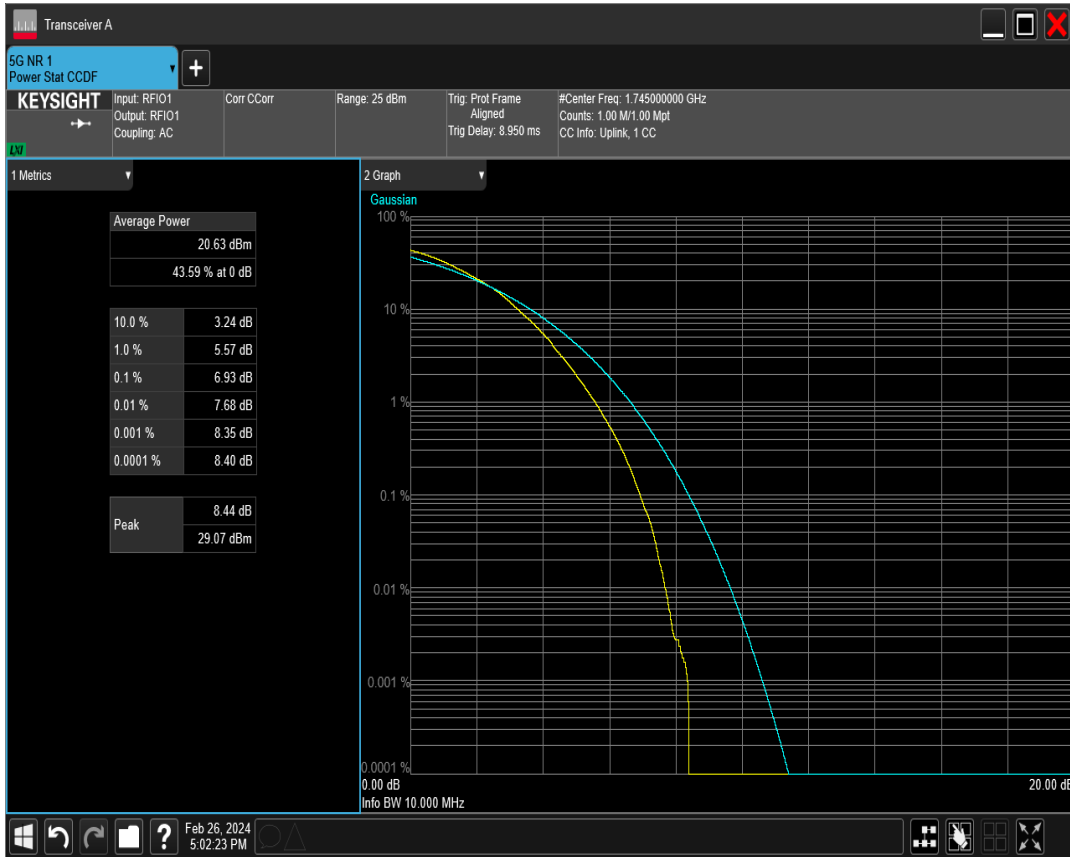 Transceiver A
5G NR 1
Power Stat CCDF
+
KEYSIGHT
LXI
Input: RFIO1
Output: RFIO1
Coupling: AC
Corr CCorr
Range: 25 dBm
Trig: Prot Frame
Aligned
Trig Delay: 8.950 ms
#Center Freq: 1.745000000 GHz
Counts: 1.00 M/1.00 Mpt
CC Info: Uplink, 1 CC
1 Metrics
Average Power
20.63 dBm
43.59 % at 0 dB
10.0 % 3.24 dB
1.0 % 5.57 dB
0.1 % 6.93 dB
0.01 % 7.68 dB
0.001 % 8.35 dB
0.0001 % 8.40 dB
Peak 8.44 dB
29.07 dBm
2 Graph
Gaussian
100 %
10 %
1 %
0.1 %
0.01 %
0.001 %
0.0001 %
0.00 dB 20.00 dB
Info BW 10.000 MHz
?
Feb 26, 2024
5:02:23 PM